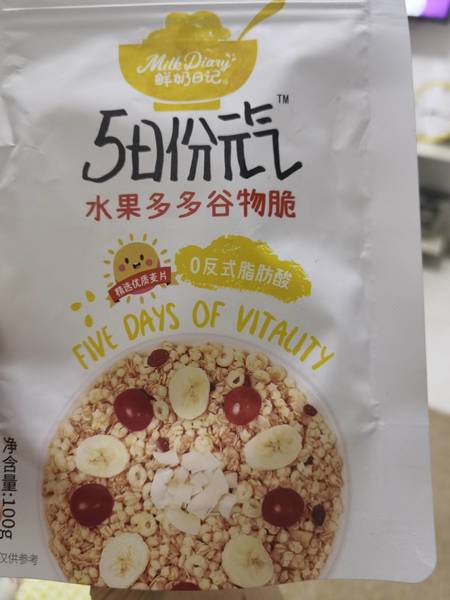 Milk Diary
鲜奶日记
5日份元气™
水果多多谷物脆
0反式脂肪酸
精选优质麦片
FIVE DAYS OF VITALITY
净含量:100g
仅供参考